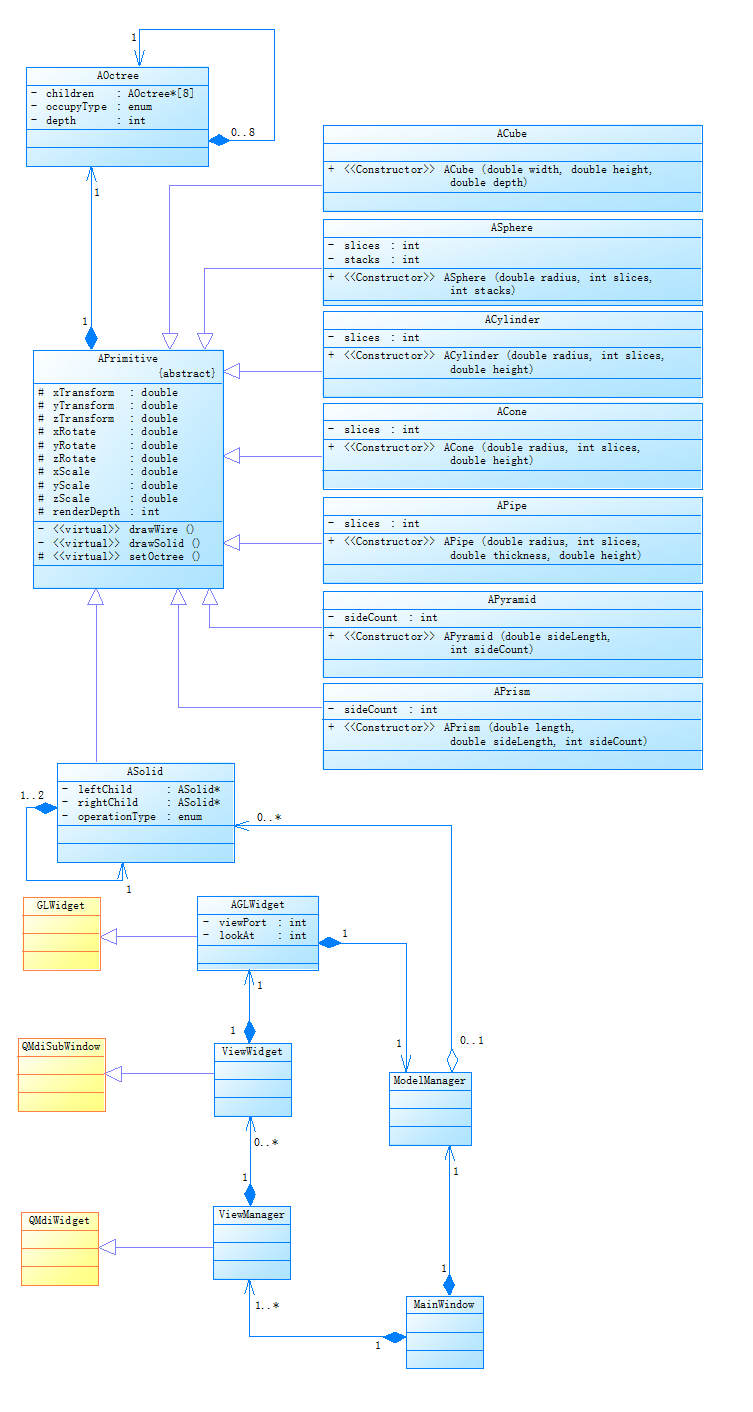 1
AOctree
- children : AOctree*[8]
- occupyType : enum
- depth : int
0..8
1
1
ACube
+ <<Constructor>> ACube (double width, double height,
double depth)
ASphere
- slices : int
- stacks : int
+ <<Constructor>> ASphere (double radius, int slices,
int stacks)
ACylinder
- slices : int
+ <<Constructor>> ACylinder (double radius, int slices,
double height)
ACone
- slices : int
+ <<Constructor>> ACone (double radius, int slices,
double height)
APipe
- slices : int
+ <<Constructor>> APipe (double radius, int slices,
double thickness, double height)
APyramid
- sideCount : int
+ <<Constructor>> APyramid (double sideLength,
int sideCount)
APrism
- sideCount : int
+ <<Constructor>> APrism (double length,
double sideLength, int sideCount)
APrimitive
{abstract}
# xTransform : double
# yTransform : double
# zTransform : double
# xRotate : double
# yRotate : double
# zRotate : double
# xScale : double
# yScale : double
# zScale : double
# renderDepth : int
- <<virtual>> drawWire ()
- <<virtual>> drawSolid ()
# <<virtual>> setOctree ()
ASolid
- leftChild : ASolid*
- rightChild : ASolid*
- operationType : enum
1..2
1
0..*
GLWidget
AGLWidget
- viewPort : int
- lookAt : int
1
1
1
1
0..1
QMdiSubWindow
ViewWidget
ModelManager
0..*
1
1
QMdiWidget
ViewManager
1
MainWindow
1..*
1